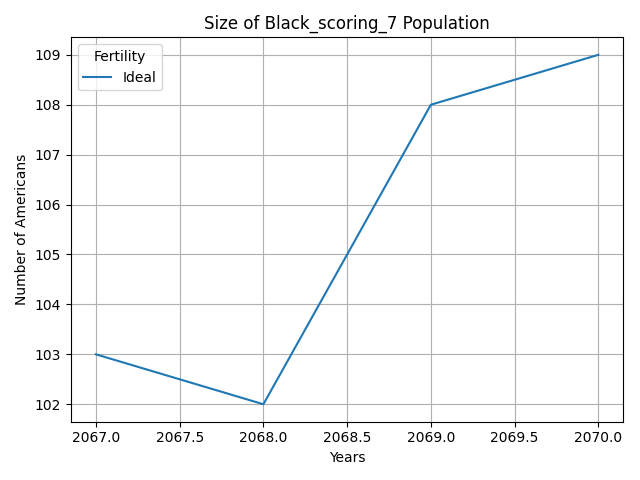 Size of Black_scoring_7 Population
Fertility
Ideal
109
108
107
106
105
104
103
102
Number of Americans
2067.0 2067.5 2068.0 2068.5 2069.0 2069.5 2070.0
Years